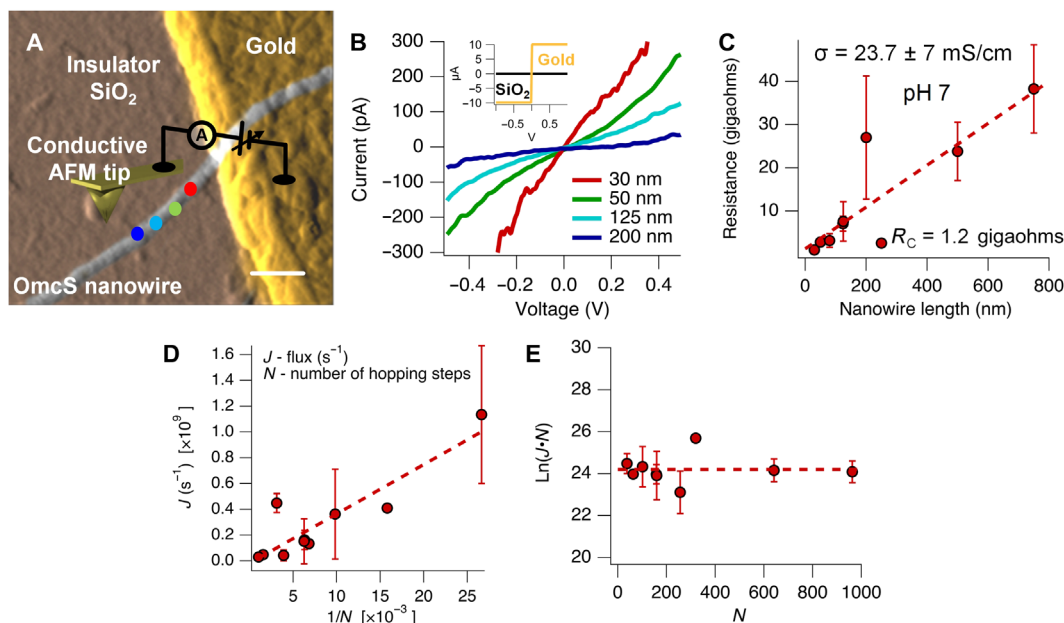 A
Insulator
SiO₂
Gold
Conductive
AFM tip
A
OmcS nanowire
B
Current (pA)
300
200
100
0
−100
−200
−300
μA
10
5
0
−5
−10
Gold
SiO₂
−0.5
0.5
V
30 nm
50 nm
125 nm
200 nm
−0.4
−0.2
0.0
0.2
0.4
Voltage (V)
C
Resistance (gigaohms)
40
30
20
10
σ = 23.7 ± 7 mS/cm
pH 7
R_C = 1.2 gigaohms
0
200
400
600
800
Nanowire length (nm)
D
J (s⁻¹) [×10⁹]
1.6
1.4
1.2
1.0
0.8
0.6
0.4
0.2
0.0
J - flux (s⁻¹)
N - number of hopping steps
5
10
15
20
25
1/N [×10⁻³]
E
Ln(J•N)
30
28
26
24
22
20
0
200
400
600
800
1000
N